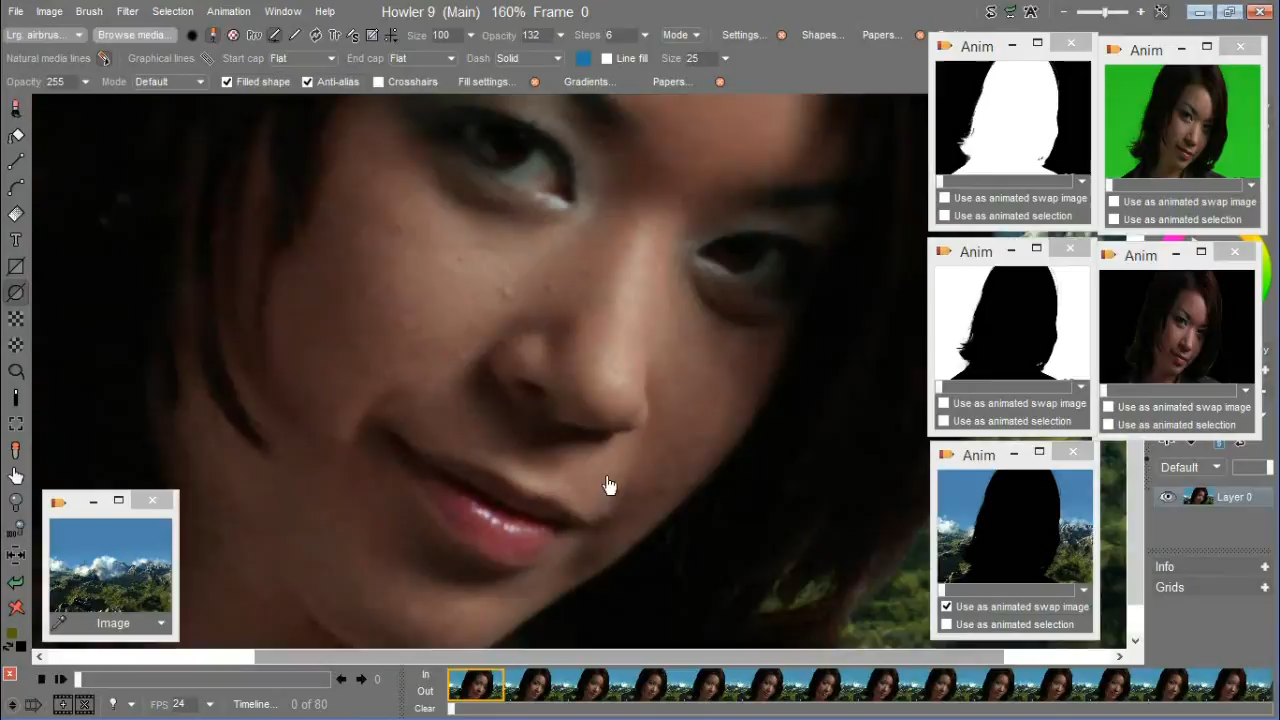 File Image Brush Filter Selection Animation Window Help Howler 9 (Main) 160% Frame 0
Lrg. airbrus... Browse media... Size 100 Opacity 132 Steps 6 Mode Settings... Shapes... Papers...
Natural media lines Graphical lines Start cap Flat End cap Flat Dash Solid Line fill Size 25
Opacity 255 Mode Default Filled shape Anti-alias Crosshairs Fill settings... Gradients... Papers...
Anim
Use as animated swap image
Use as animated selection
Anim
Use as animated swap image
Use as animated selection
Anim
Use as animated swap image
Use as animated selection
Anim
Use as animated swap image
Use as animated selection
Anim
Use as animated swap image
Use as animated selection
Default
Layer 0
Info
Grids
Image
0
In
Out
Clear
FPS 24 Timeline... 0 of 80